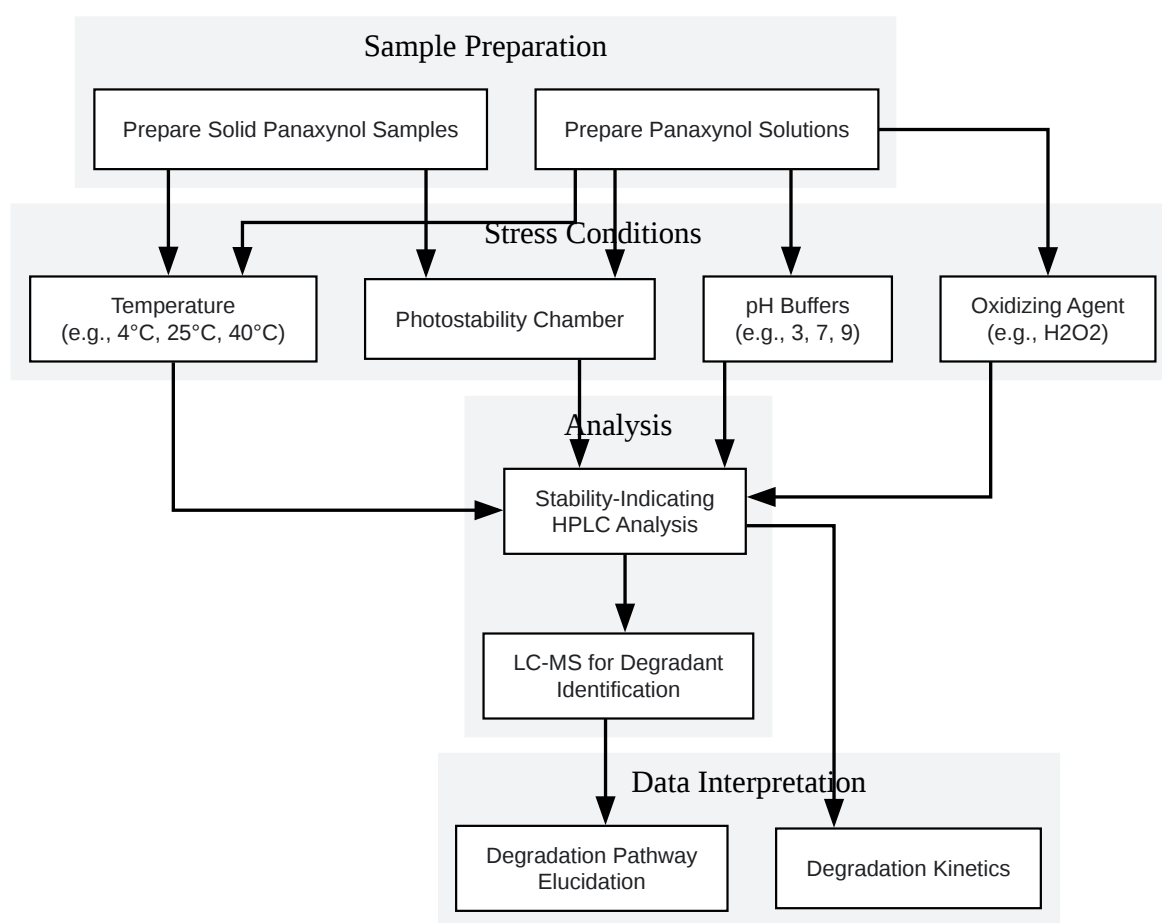 Sample Preparation
Prepare Solid Panaxynol Samples
Prepare Panaxynol Solutions
Stress Conditions
Temperature
(e.g., 4°C, 25°C, 40°C)
Photostability Chamber
pH Buffers
(e.g., 3, 7, 9)
Oxidizing Agent
(e.g., H2O2)
Analysis
Stability-Indicating
HPLC Analysis
LC-MS for Degradant
Identification
Data Interpretation
Degradation Pathway
Elucidation
Degradation Kinetics